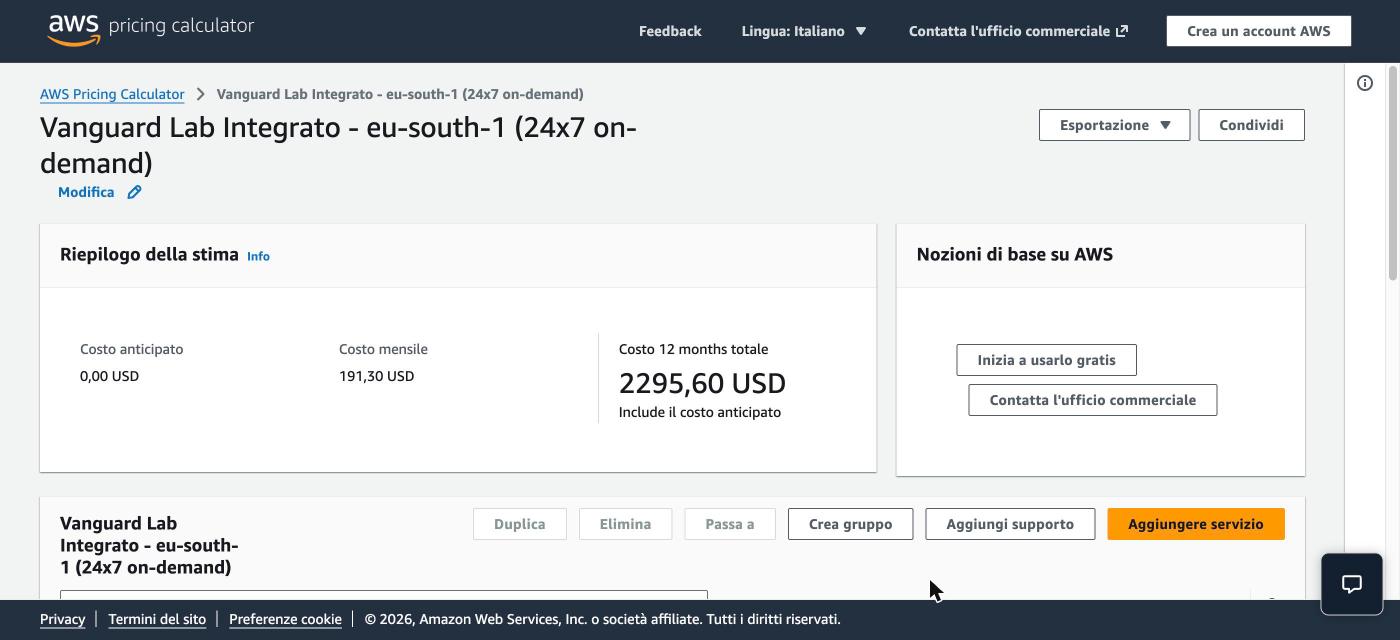 aws pricing calculator
Feedback
Lingua: Italiano
Contatta l'ufficio commerciale
Crea un account AWS
AWS Pricing Calculator
Vanguard Lab Integrato - eu-south-1 (24x7 on-demand)
Vanguard Lab Integrato - eu-south-1 (24x7 on-
demand)
Modifica
Esportazione
Condividi
Riepilogo della stima Info
Costo anticipato
0,00 USD
Costo mensile
191,30 USD
Costo 12 months totale
2295,60 USD
Include il costo anticipato
Nozioni di base su AWS
Inizia a usarlo gratis
Contatta l'ufficio commerciale
Vanguard Lab
Integrato - eu-south-
1 (24x7 on-demand)
Duplica
Elimina
Passa a
Crea gruppo
Aggiungi supporto
Aggiungere servizio
Privacy
Termini del sito
Preferenze cookie
© 2026, Amazon Web Services, Inc. o società affiliate. Tutti i diritti riservati.